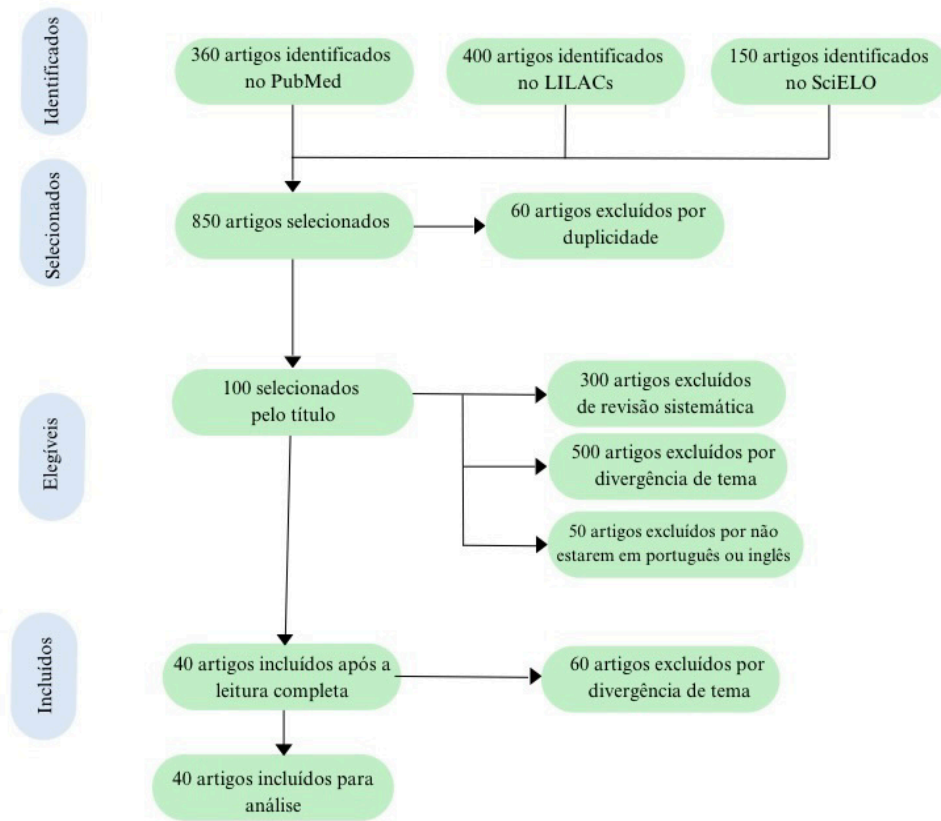 Identificados
360 artigos identificados
no PubMed
400 artigos identificados
no LILACs
150 artigos identificados
no SciELO
Selecionados
850 artigos selecionados
60 artigos excluídos por
duplicidade
Elegíveis
100 selecionados
pelo título
300 artigos excluídos
de revisão sistemática
500 artigos excluídos por
divergência de tema
50 artigos excluídos por não
estarem em português ou inglês
Incluídos
40 artigos incluídos após a
leitura completa
60 artigos excluídos por
divergência de tema
40 artigos incluídos para
análise